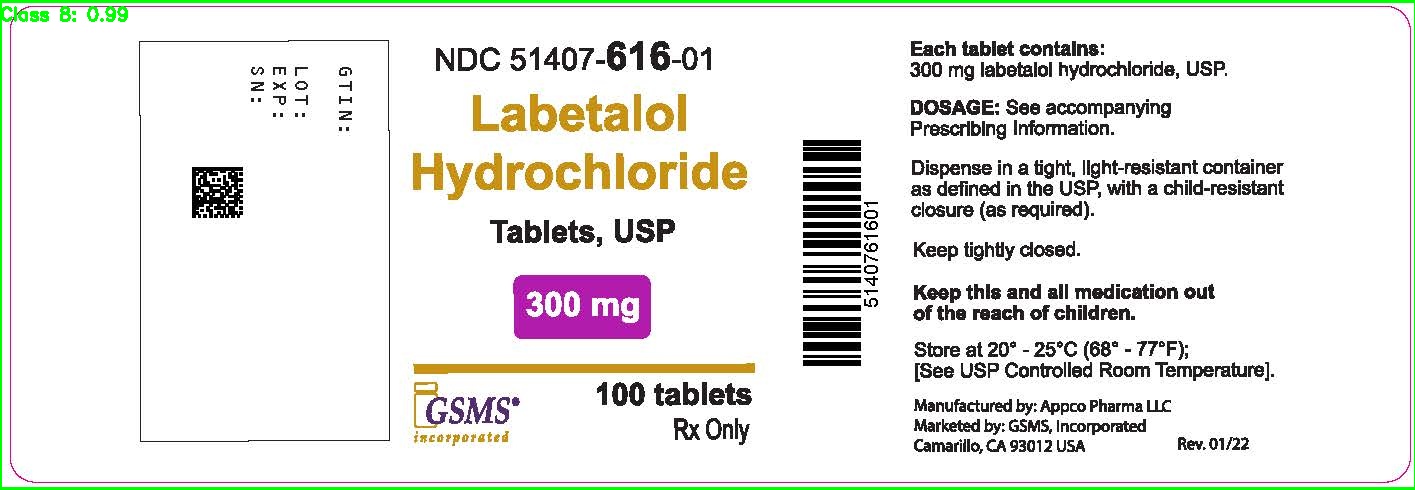 Class 8: 0.99
GTIN:
LOT:
EXP:
SN:
NDC 51407-616-01
Labetalol
Hydrochloride
Tablets, USP
300 mg
100 tablets
Rx Only
GSMS®
incorporated
5140761601
Each tablet contains:
300 mg labetalol hydrochloride, USP.
DOSAGE: See accompanying
Prescribing Information.
Dispense in a tight, light-resistant container
as defined in the USP, with a child-resistant
closure (as required).
Keep tightly closed.
Keep this and all medication out
of the reach of children.
Store at 20° - 25°C (68° - 77°F);
[See USP Controlled Room Temperature].
Manufactured by: Appco Pharma LLC
Marketed by: GSMS, Incorporated
Camarillo, CA 93012 USA
Rev. 01/22